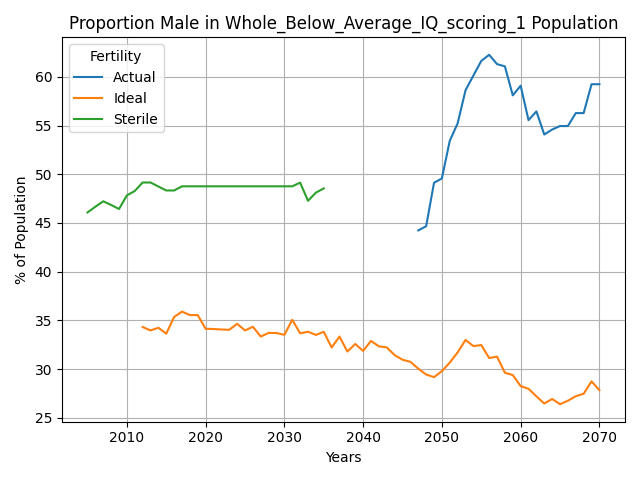 Proportion Male in Whole_Below_Average_IQ_scoring_1 Population
Fertility
Actual
Ideal
Sterile
% of Population
60
55
50
45
40
35
30
25
2010 2020 2030 2040 2050 2060 2070
Years